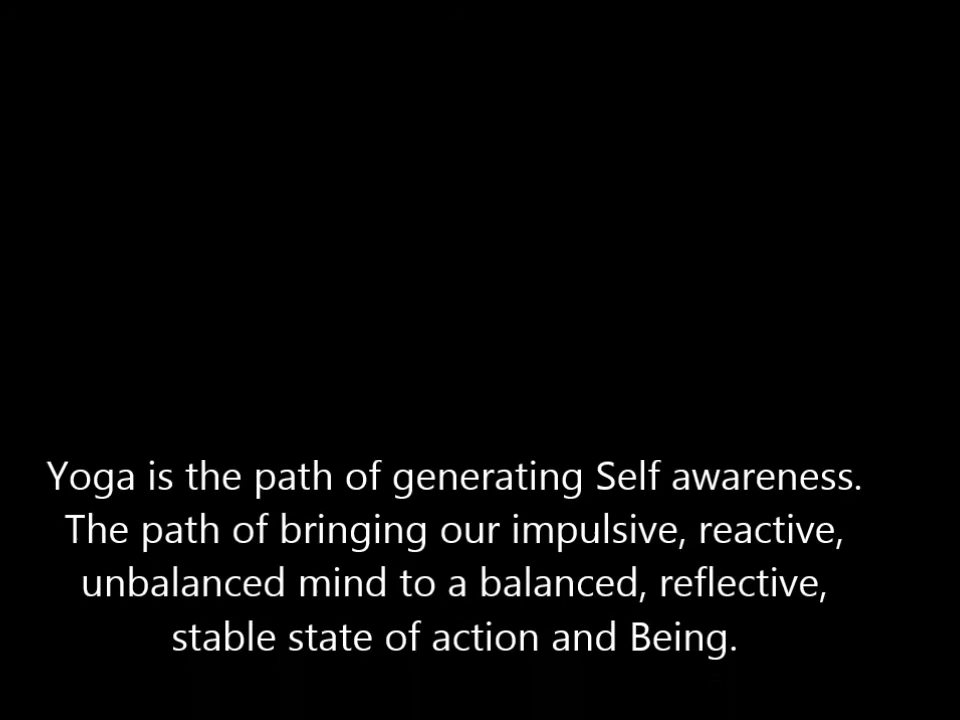 Yoga is the path of generating Self awareness.
The path of bringing our impulsive, reactive,
unbalanced mind to a balanced, reflective,
stable state of action and Being.